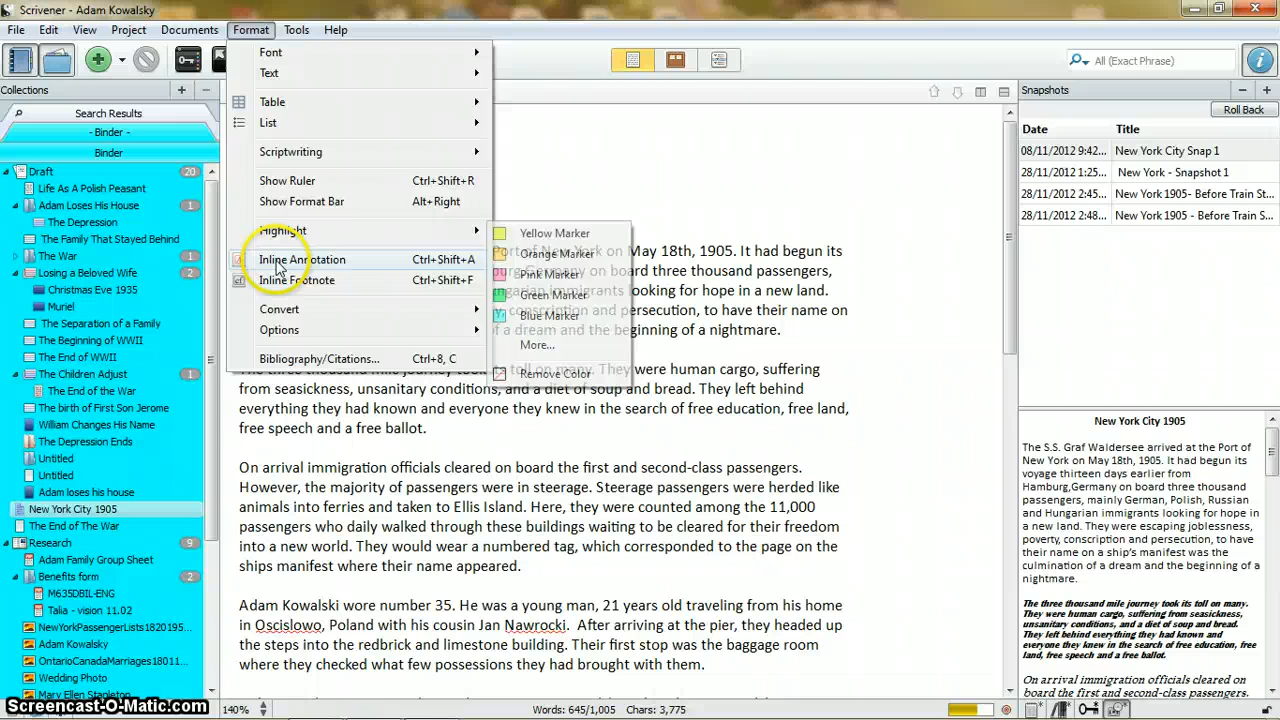 Scrivener - Adam Kowalsky
File Edit View Project Documents Format Tools Help
All (Exact Phrase)
Collections
Search Results
- Binder -
Binder
Draft 20
Life As A Polish Peasant
Adam Loses His House 1
The Depression
The Family That Stayed Behind
The War 1
Losing a Beloved Wife 2
Christmas Eve 1935
Muriel
The Separation of a Family
The Beginning of WWII
The End of WWII
The Children Adjust 1
The End of the War
The birth of First Son Jerome
William Changes His Name
The Depression Ends
Untitled
Untitled
Adam loses his house
New York City 1905
The End of The War
Research 9
Adam Family Group Sheet
Benefits form 2
M635DBIL-ENG
Talia - vision 11.02
NewYorkPassengerLists1820195...
Adam Kowalsky
OntarioCanadaMarriages18011...
Wedding Photo
Mary Ellen Stapleton
Font
Text
Table
List
Scriptwriting
Show Ruler Ctrl+Shift+R
Show Format Bar Alt+Right
Highlight
Inline Annotation Ctrl+Shift+A
Inline Footnote Ctrl+Shift+F
Convert
Options
Bibliography/Citations... Ctrl+8, C
Yellow Marker
Orange Marker
Pink Marker
Green Marker
Blue Marker
More...
Remove Color
Port of New York on May 18th, 1905. It had begun its
burg, Germany on board three thousand passengers,
ngarian immigrants looking for hope in a new land.
y, conscription and persecution, to have their name on
of a dream and the beginning of a nightmare.
The three thousand mile journey took its toll on many. They were human cargo, suffering
from seasickness, unsanitary conditions, and a diet of soup and bread. They left behind
everything they had known and everyone they knew in the search of free education, free land,
free speech and a free ballot.
On arrival immigration officials cleared on board the first and second-class passengers.
However, the majority of passengers were in steerage. Steerage passengers were herded like
animals into ferries and taken to Ellis Island. Here, they were counted among the 11,000
passengers who daily walked through these buildings waiting to be cleared for their freedom
into a new world. They would wear a numbered tag, which corresponded to the page on the
ships manifest where their name appeared.
Adam Kowalski wore number 35. He was a young man, 21 years old traveling from his home
in Oscislowo, Poland with his cousin Jan Nawrocki. After arriving at the pier, they headed up
the steps into the redbrick and limestone building. Their first stop was the baggage room
where they checked what few possessions they had brought with them.
Snapshots
Roll Back
Date Title
08/11/2012 9:42... New York City Snap 1
28/11/2012 1:25... New York - Snapshot 1
28/11/2012 2:45... New York 1905- Before Train St...
28/11/2012 2:48... New York 1905 - Before Train S...
New York City 1905
The S.S. Graf Waldersee arrived at the Port of
New York on May 18th, 1905. It had begun its
voyage thirteen days earlier from
Hamburg,Germany on board three thousand
passengers, mainly German, Polish, Russian
and Hungarian immigrants looking for hope in
a new land. They were escaping joblessness,
poverty, conscription and persecution, to have
their name on a ship's manifest was the
culmination of a dream and the beginning of a
nightmare.
The three thousand mile journey took its toll on many.
They were human cargo, suffering from seasickness,
unsanitary conditions, and a diet of soup and bread.
They left behind everything they had known and
everyone they knew in the search of free education, free
land, free speech and a free ballot.
On arrival immigration officials cleared on
board the first and second-class passengers.
Screencast-O-Matic.com
140%
Words: 645/1,005 Chars: 3,775